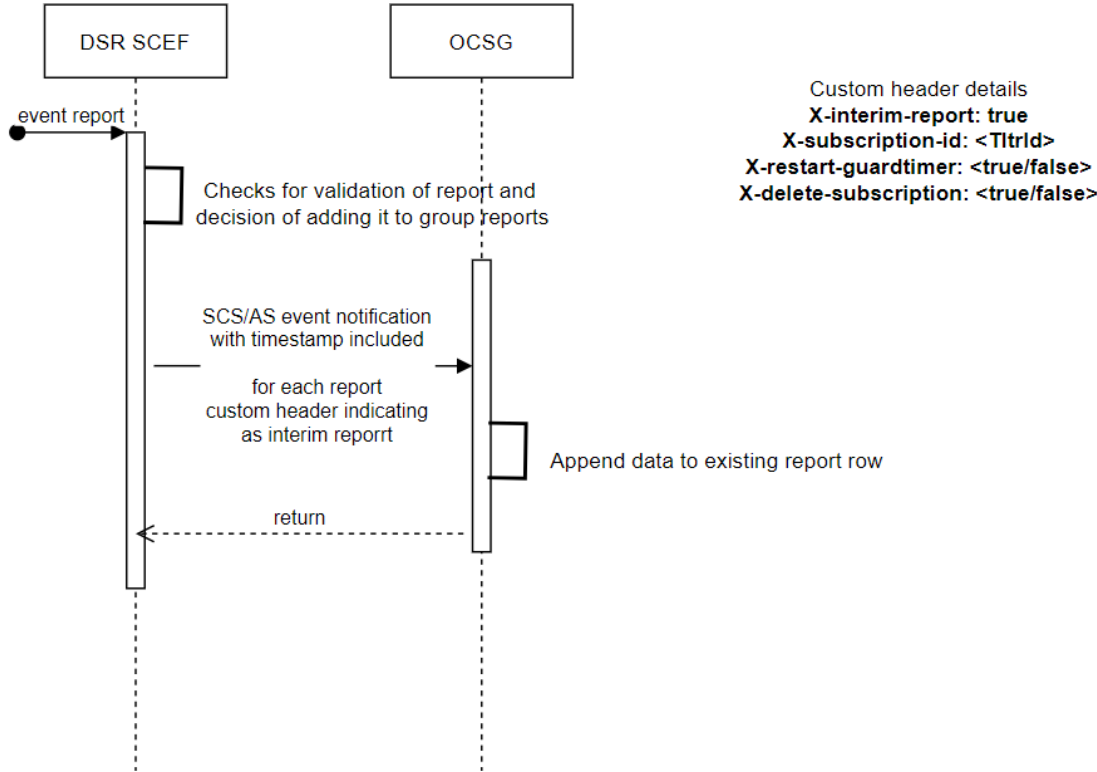 DSR SCEF
OCSG
event report
Custom header details
X-interim-report: true
X-subscription-id: <TltrId>
X-restart-guardtimer: <true/false>
X-delete-subscription: <true/false>
Checks for validation of report and
decision of adding it to group reports
SCS/AS event notification
with timestamp included
for each report
custom header indicating
as interim reporrt
Append data to existing report row
return